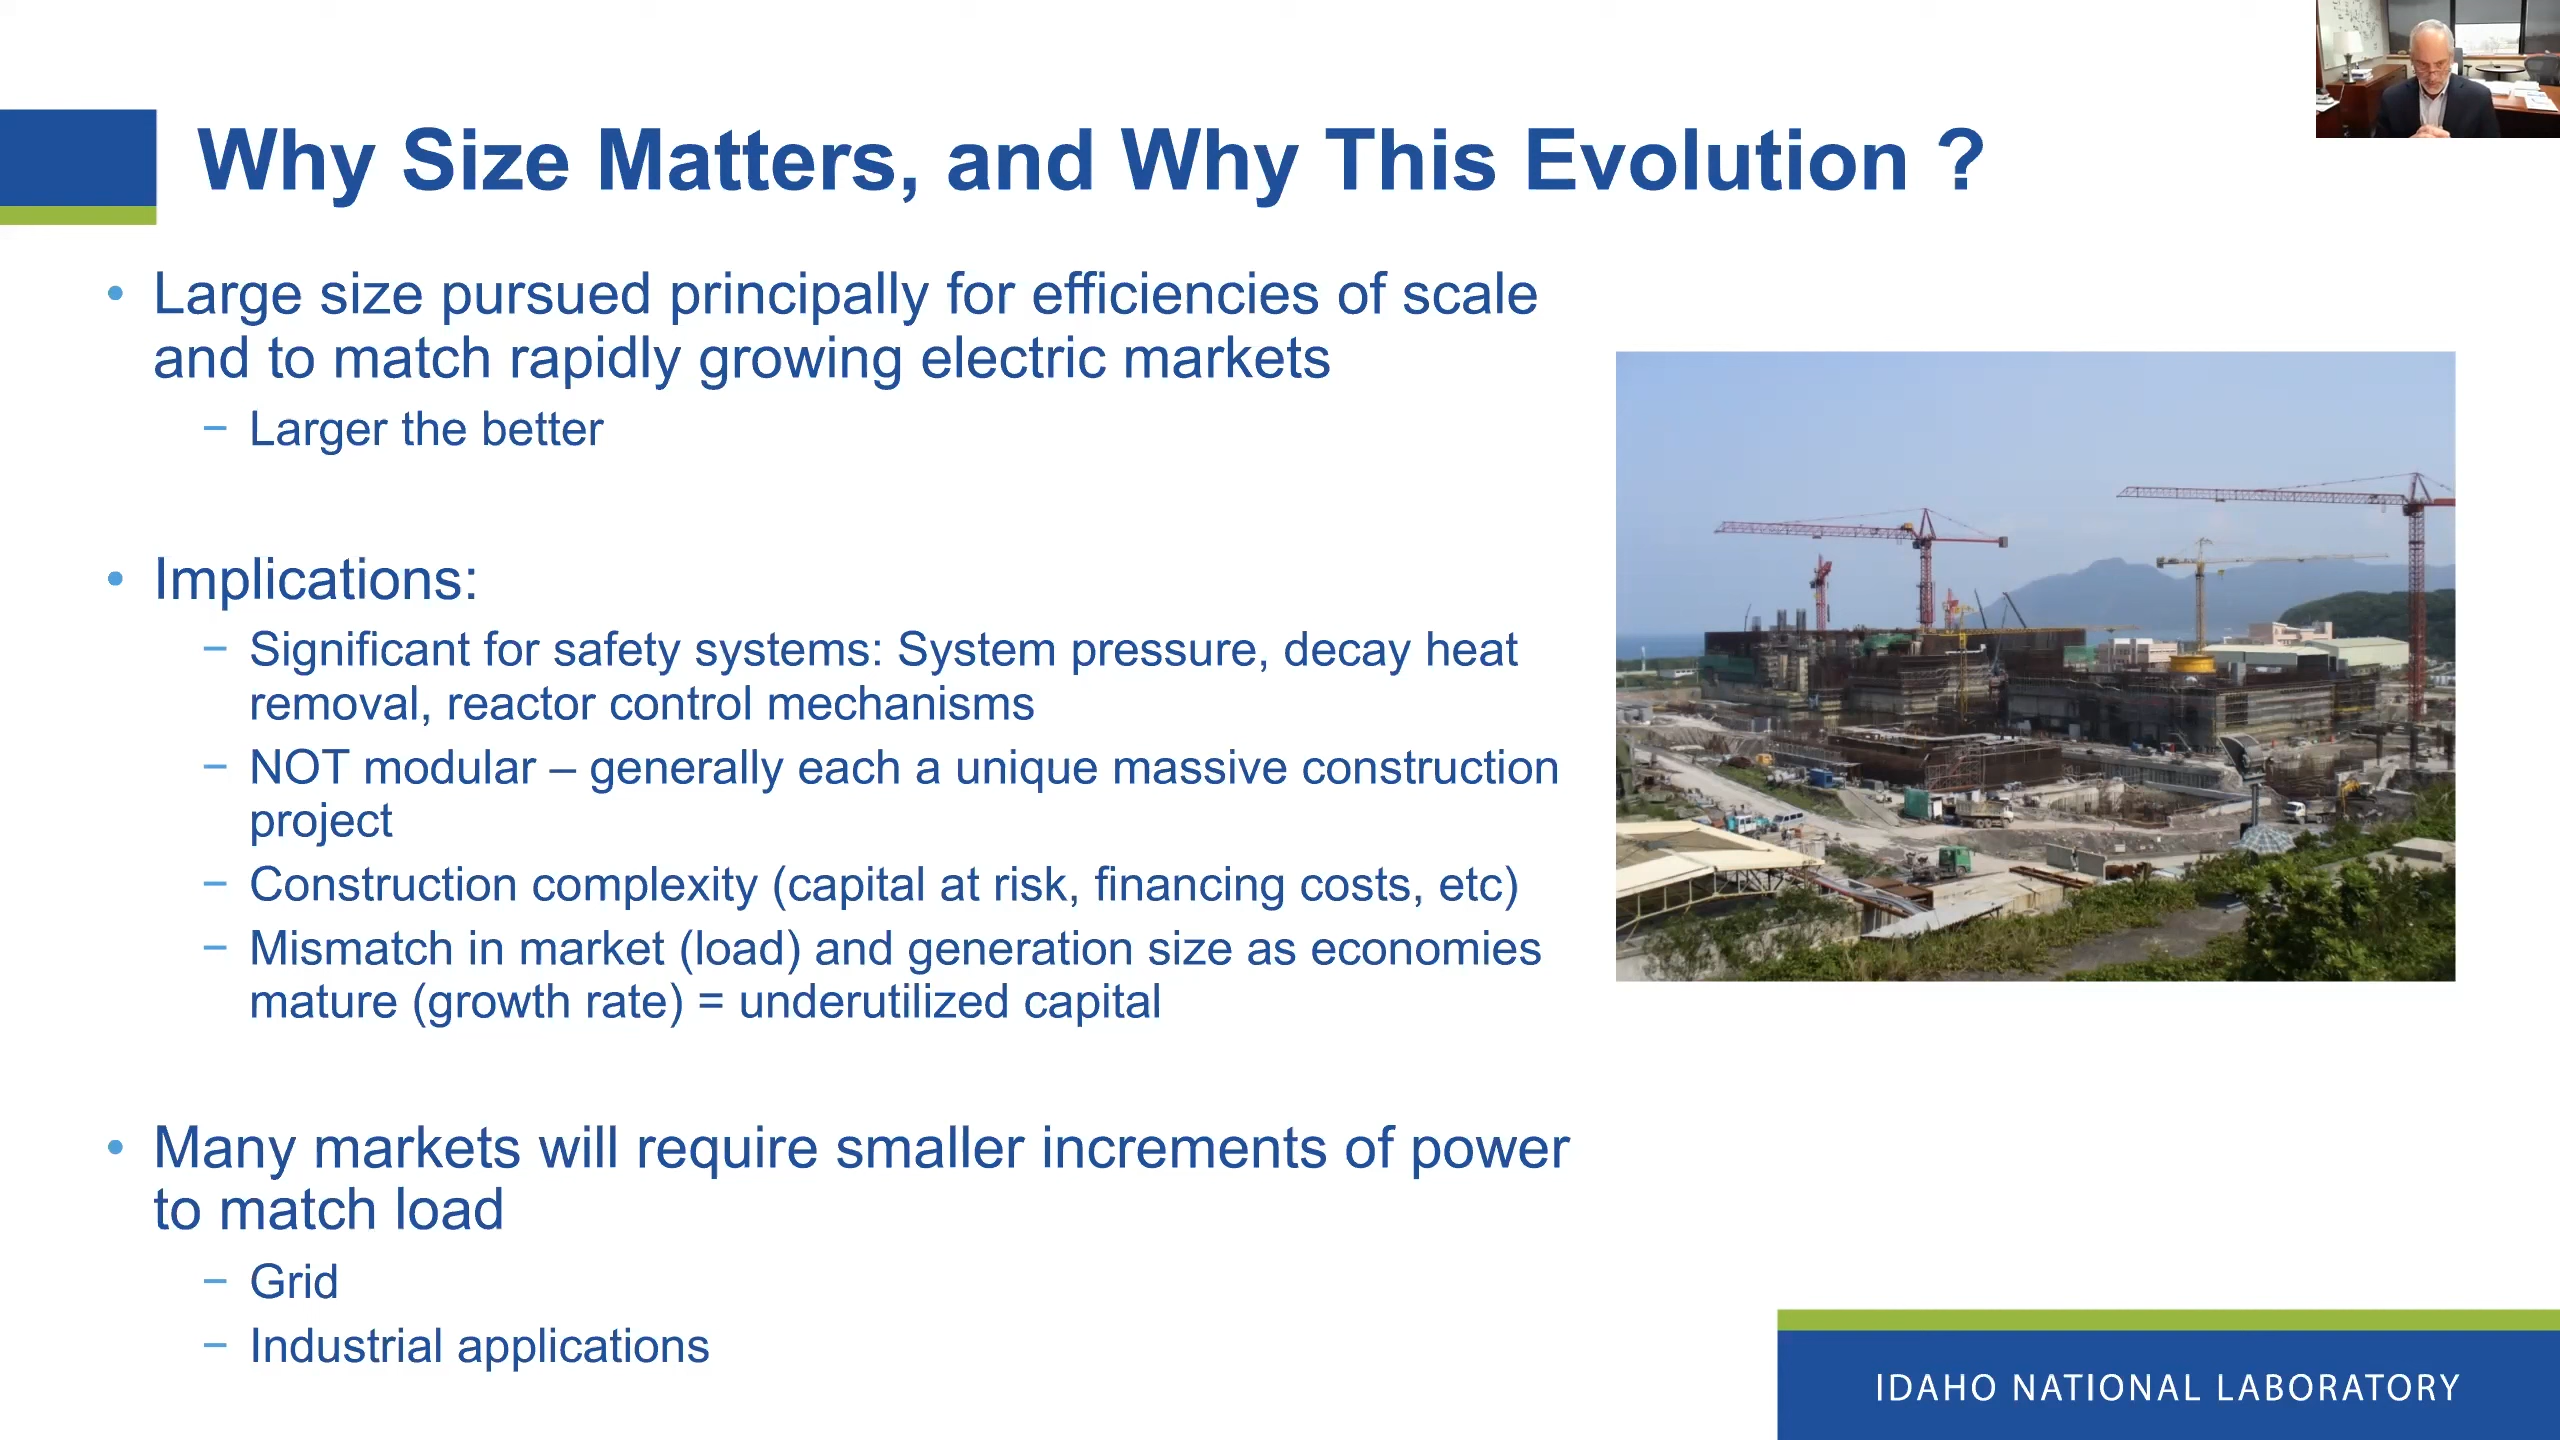 Why Size Matters, and Why This Evolution ?
• Large size pursued principally for efficiencies of scale
and to match rapidly growing electric markets
− Larger the better
• Implications:
− Significant for safety systems: System pressure, decay heat
removal, reactor control mechanisms
− NOT modular – generally each a unique massive construction
project
− Construction complexity (capital at risk, financing costs, etc)
− Mismatch in market (load) and generation size as economies
mature (growth rate) = underutilized capital
• Many markets will require smaller increments of power
to match load
− Grid
− Industrial applications
IDAHO NATIONAL LABORATORY